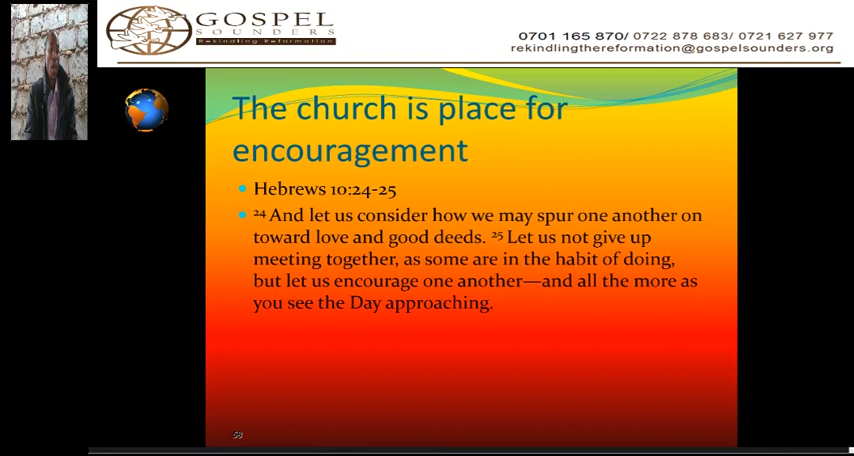 GOSPEL
SOUNDERS
Rekindling Reformation
0701 165 870/ 0722 878 683/ 0721 627 977
rekindlingthereformation@gospelsounders.org
The church is place for
encouragement
Hebrews 10:24-25
24 And let us consider how we may spur one another on
toward love and good deeds. 25 Let us not give up
meeting together, as some are in the habit of doing,
but let us encourage one another—and all the more as
you see the Day approaching.
58